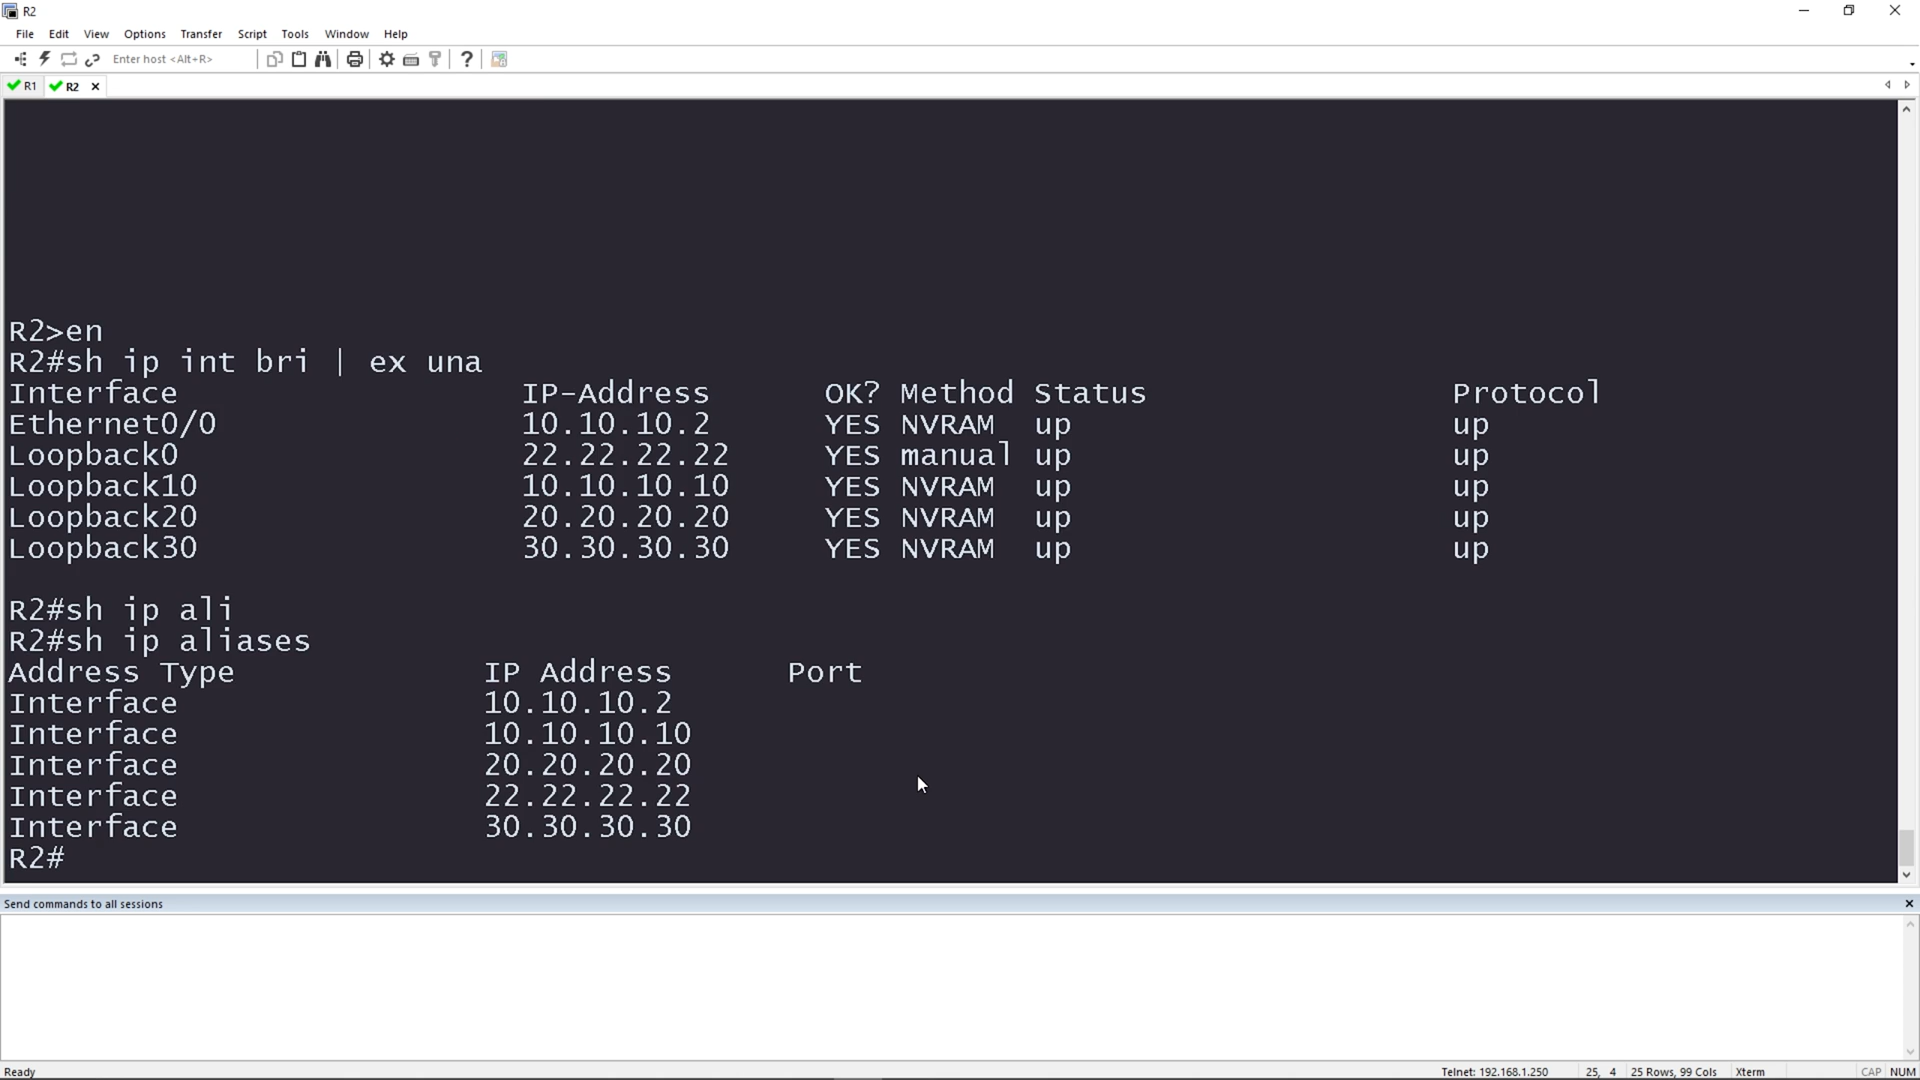 R2
File Edit View Options Transfer Script Tools Window Help
Enter host <Alt+R>
R1 R2
R2>en
R2#sh ip int bri | ex una
Interface IP-Address OK? Method Status Protocol
Ethernet0/0 10.10.10.2 YES NVRAM up up
Loopback0 22.22.22.22 YES manual up up
Loopback10 10.10.10.10 YES NVRAM up up
Loopback20 20.20.20.20 YES NVRAM up up
Loopback30 30.30.30.30 YES NVRAM up up
R2#sh ip ali
R2#sh ip aliases
Address Type IP Address Port
Interface 10.10.10.2
Interface 10.10.10.10
Interface 20.20.20.20
Interface 22.22.22.22
Interface 30.30.30.30
R2#
Send commands to all sessions
Ready Telnet: 192.168.1.250 25, 4 25 Rows, 99 Cols Xterm CAP NUM